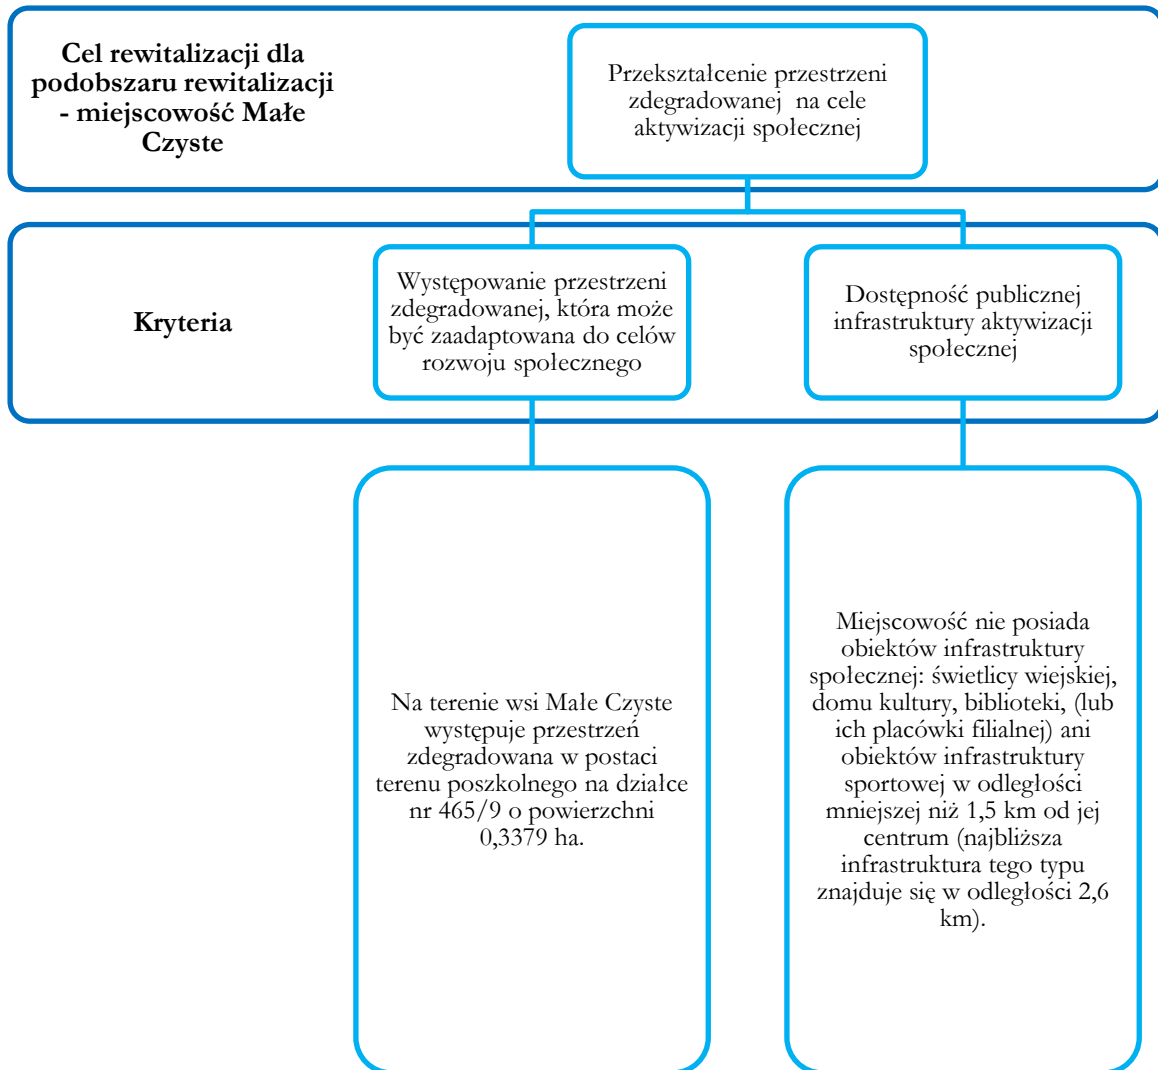 Cel rewitalizacji dla
podobszaru rewitalizacji
- miejscowość Małe
Czyste
Przekształcenie przestrzeni
zdegradowanej na cele
aktywizacji społecznej
Kryteria
Występowanie przestrzeni
zdegradowanej, która może
być zaadaptowana do celów
rozwoju społecznego
Dostępność publicznej
infrastruktury aktywizacji
społecznej
Na terenie wsi Małe Czyste
występuje przestrzeń
zdegradowana w postaci
terenu poszkolnego na działce
nr 465/9 o powierzchni
0,3379 ha.
Miejscowość nie posiada
obiektów infrastruktury
społecznej: świetlicy wiejskiej,
domu kultury, biblioteki, (lub
ich placówki filialnej) ani
obiektów infrastruktury
sportowej w odległości
mniejszej niż 1,5 km od jej
centrum (najbliższa
infrastruktura tego typu
znajduje się w odległości 2,6
km).